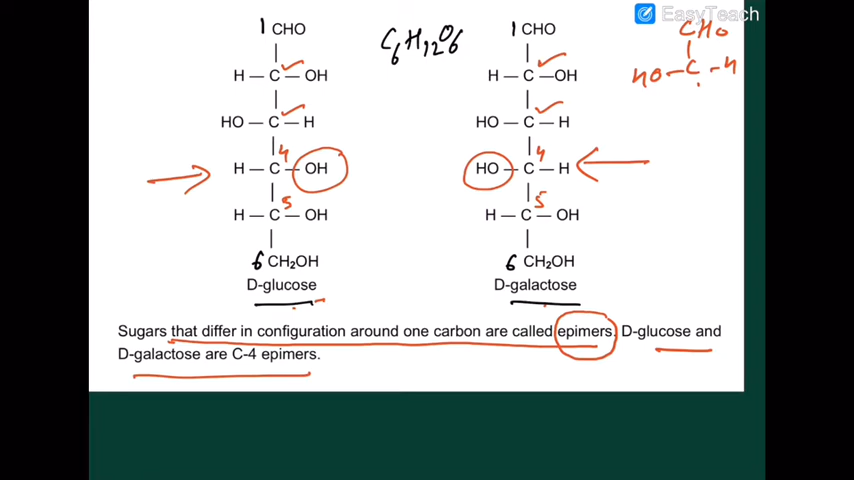 EasyTeach
1 CHO
C6H12O6
1 CHO
CHO
H — C — OH
H — C — OH
HO — C — H
HO — C — H
HO — C — H
4
4
H — C — OH
HO — C — H
5
5
H — C — OH
H — C — OH
6 CH₂OH
6 CH₂OH
D-glucose
D-galactose
Sugars that differ in configuration around one carbon are called epimers. D-glucose and
D-galactose are C-4 epimers.